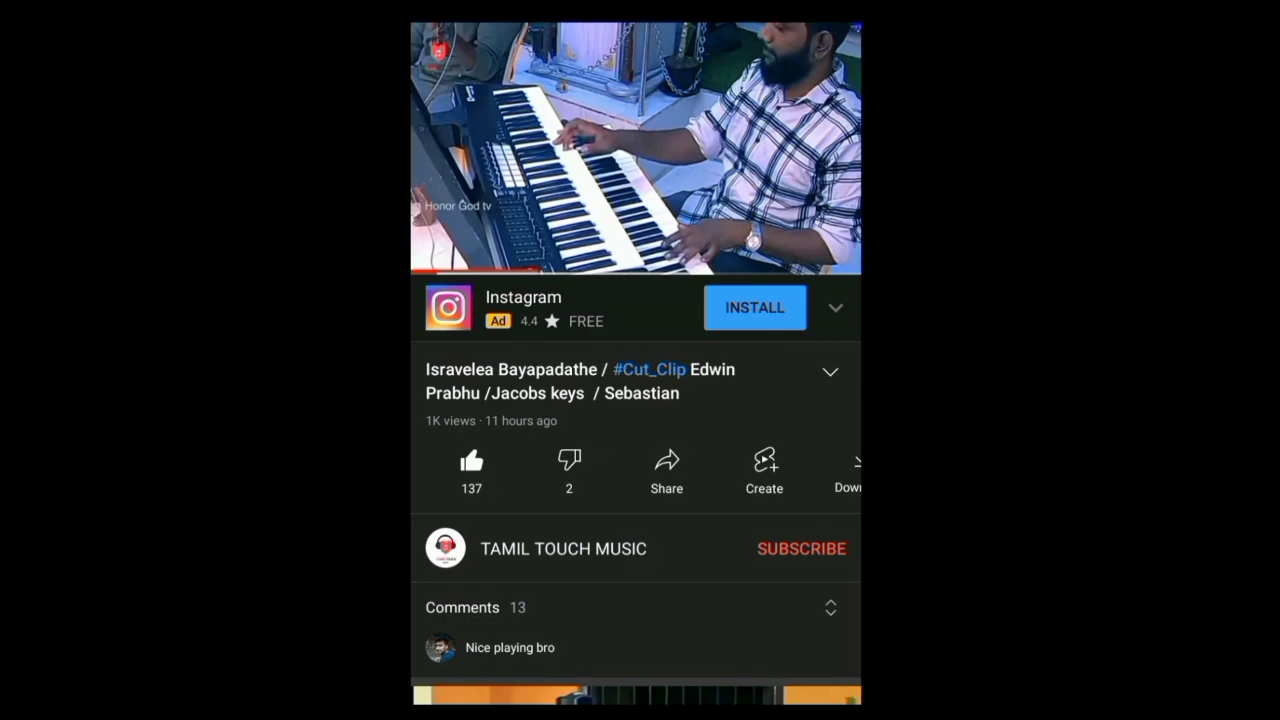 Honor God tv
Instagram
Ad 4.4 ★ FREE
INSTALL
Isravelea Bayapadathe / #Cut_Clip Edwin
Prabhu /Jacobs keys / Sebastian
1K views · 11 hours ago
137
2
Share
Create
Down
TAMIL TOUCH MUSIC
SUBSCRIBE
Comments 13
Nice playing bro